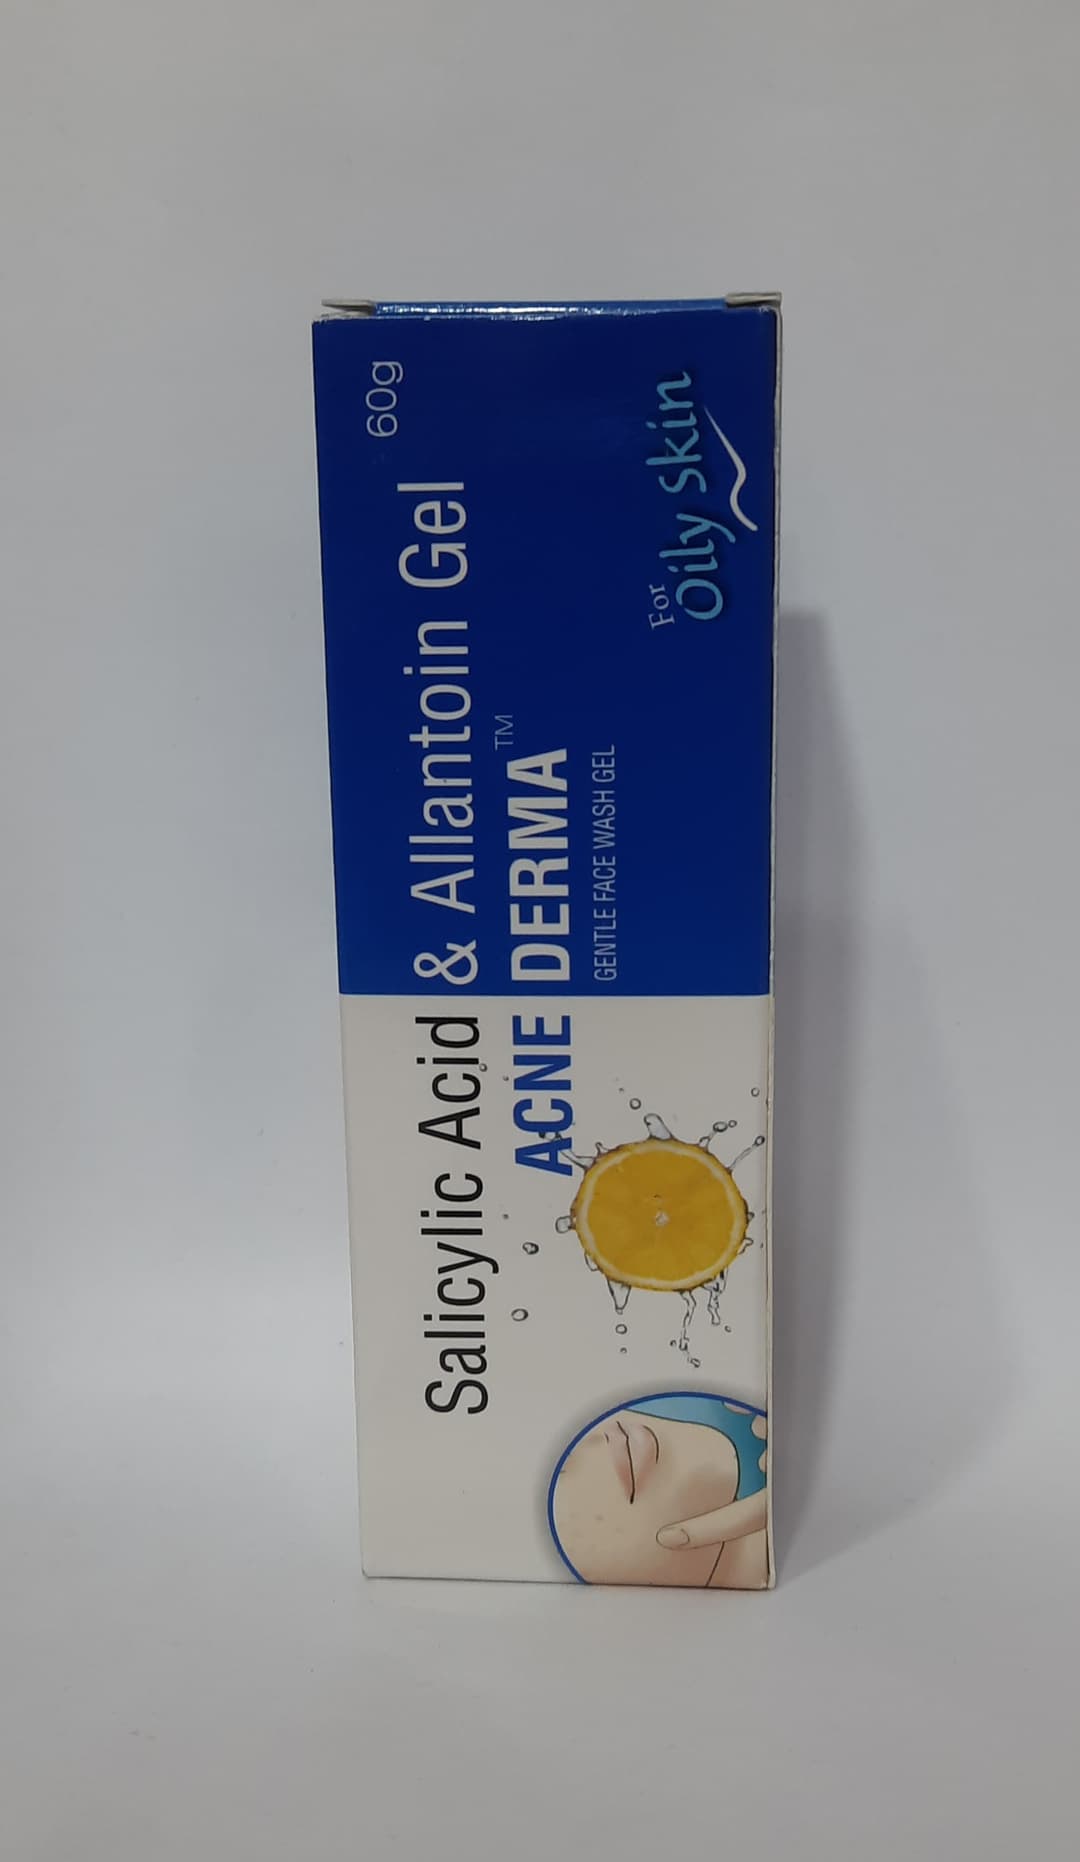 60g
Salicylic Acid & Allantoin Gel
ACNE DERMA™
GENTLE FACE WASH GEL
For
Oily Skin